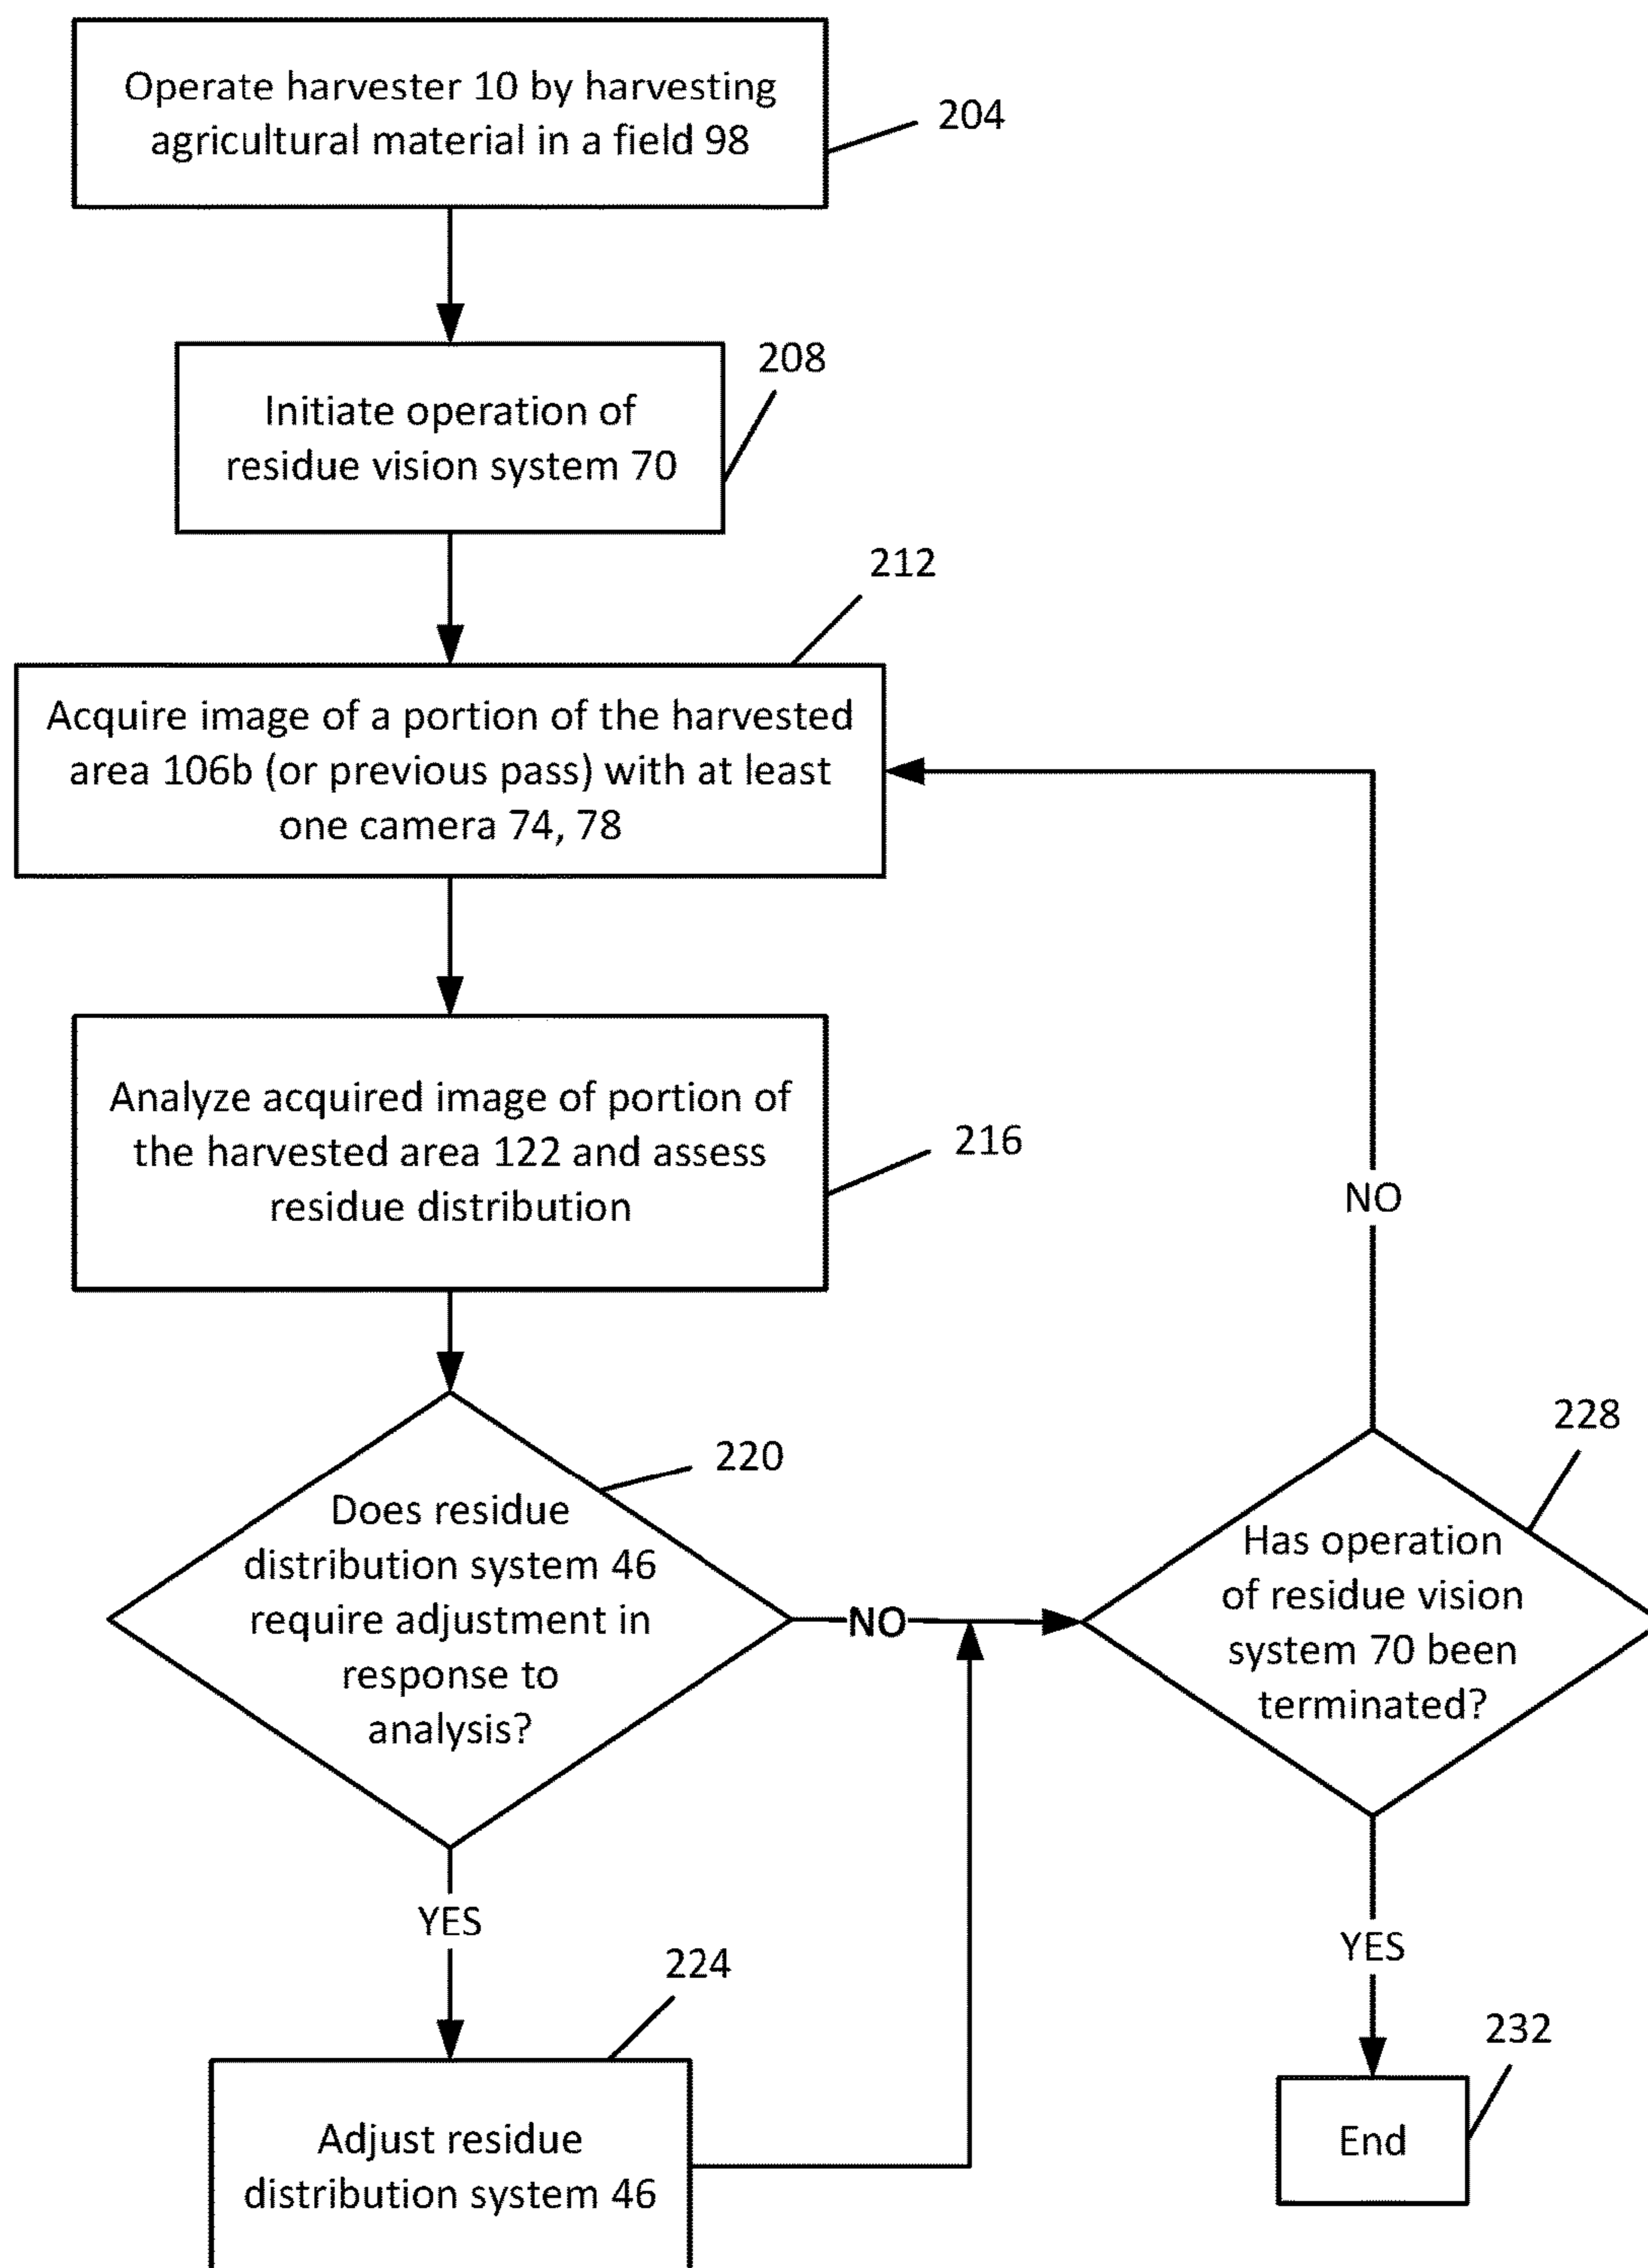 Operate harvester 10 by harvesting
agricultural material in a field 98
204
208
Initiate operation of
residue vision system 70
212
Acquire image of a portion of the harvested
area 106b (or previous pass) with at least
one camera 74, 78
Analyze acquired image of portion of
the harvested area 122 and assess
residue distribution
216
NO
220
Does residue
distribution system 46
require adjustment in
response to
analysis?
NO
228
Has operation
of residue vision
system 70 been
terminated?
YES
224
Adjust residue
distribution system 46
YES
232
End